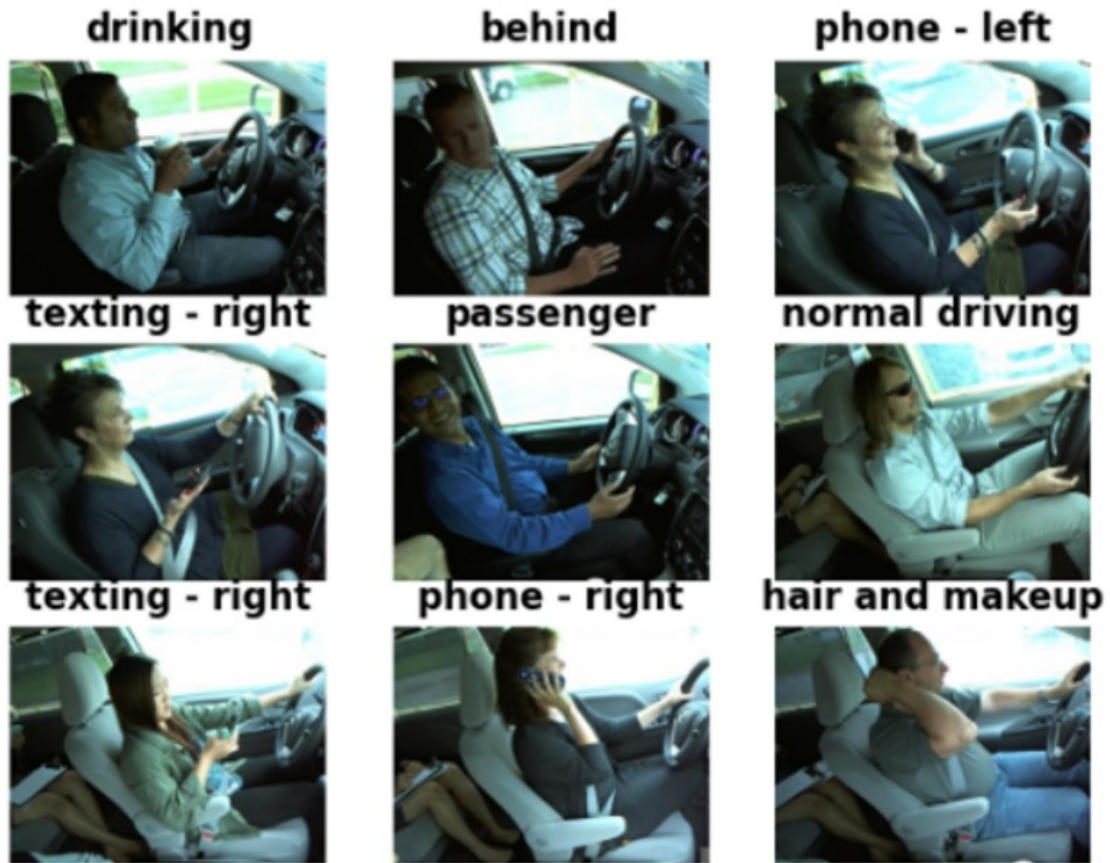 drinking
behind
phone - left
texting - right
passenger
normal driving
texting - right
phone - right
hair and makeup